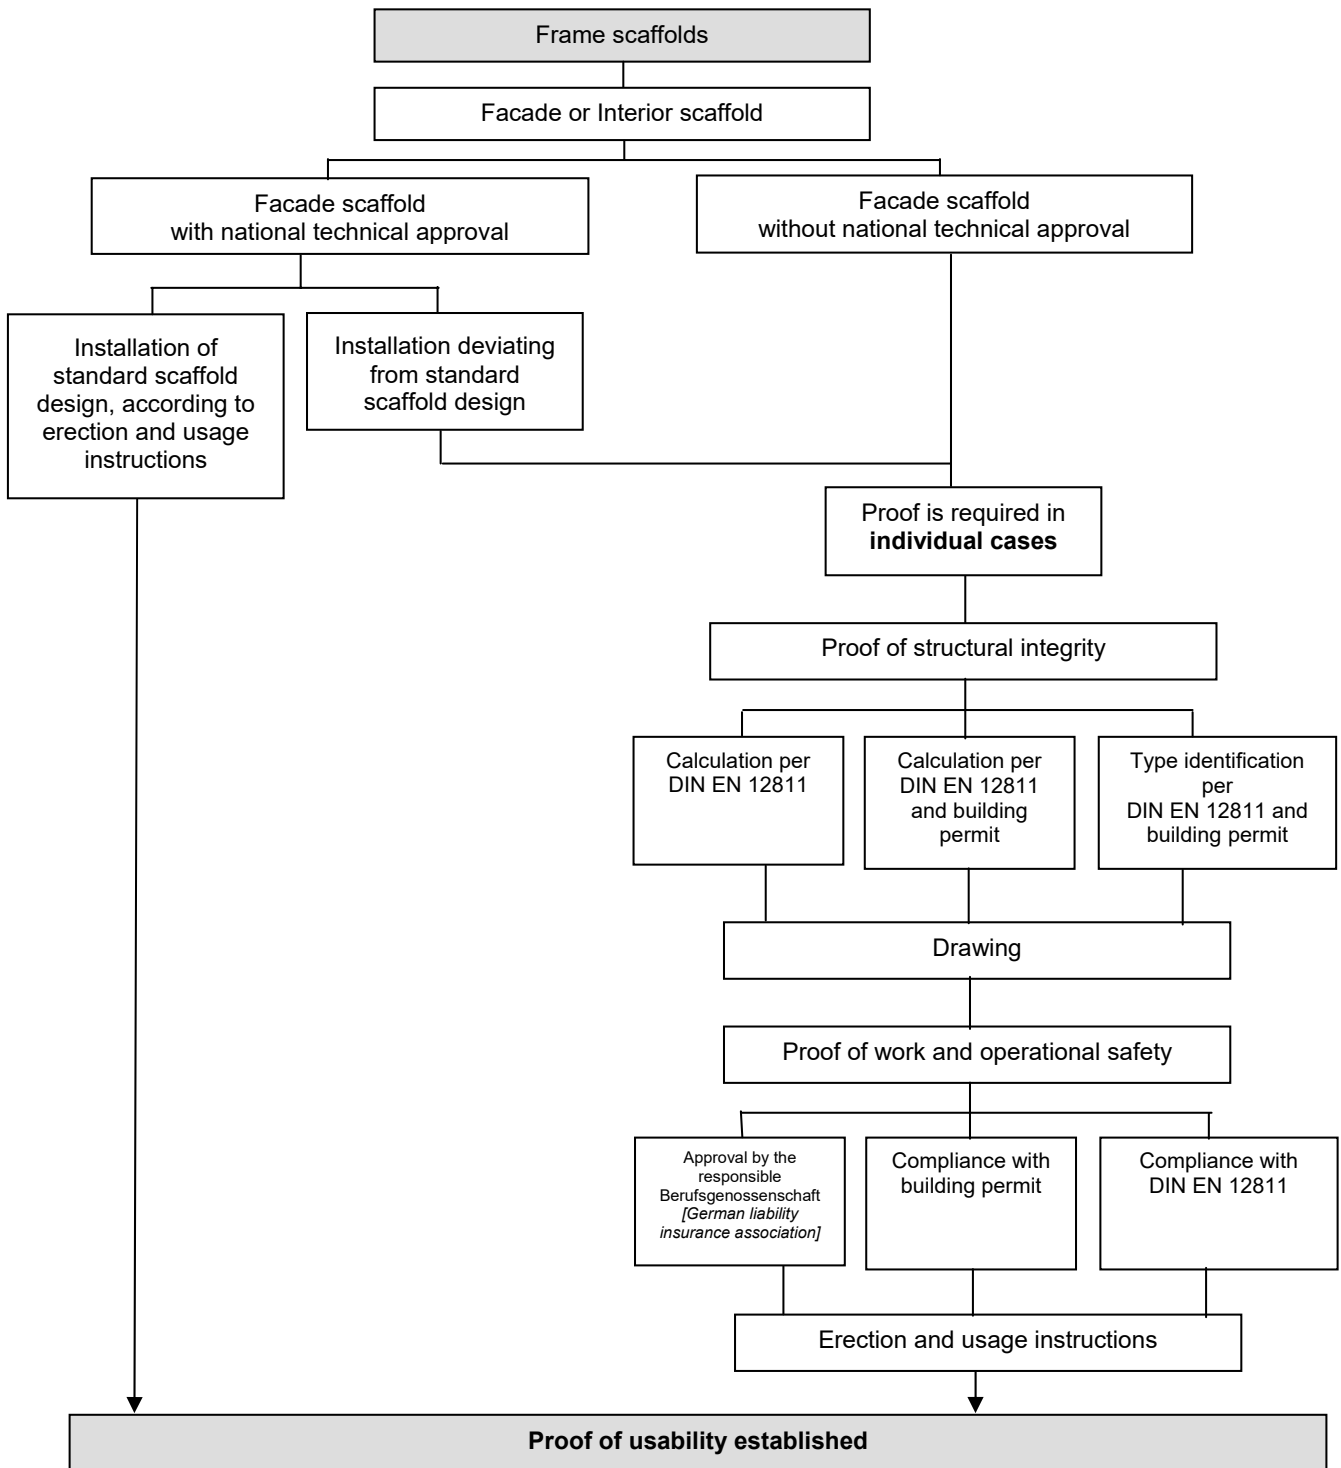 Frame scaffolds
Facade or Interior scaffold
Facade scaffold
with national technical approval
Facade scaffold
without national technical approval
Installation of
standard scaffold
design, according to
erection and usage
instructions
Installation deviating
from standard
scaffold design
Proof is required in
individual cases
Proof of structural integrity
Calculation per
DIN EN 12811
Calculation per
DIN EN 12811
and building
permit
Type identification
per
DIN EN 12811 and
building permit
Drawing
Proof of work and operational safety
Approval by the
responsible
Berufsgenossenschaft
[German liability
insurance association]
Compliance with
building permit
Compliance with
DIN EN 12811
Erection and usage instructions
Proof of usability established